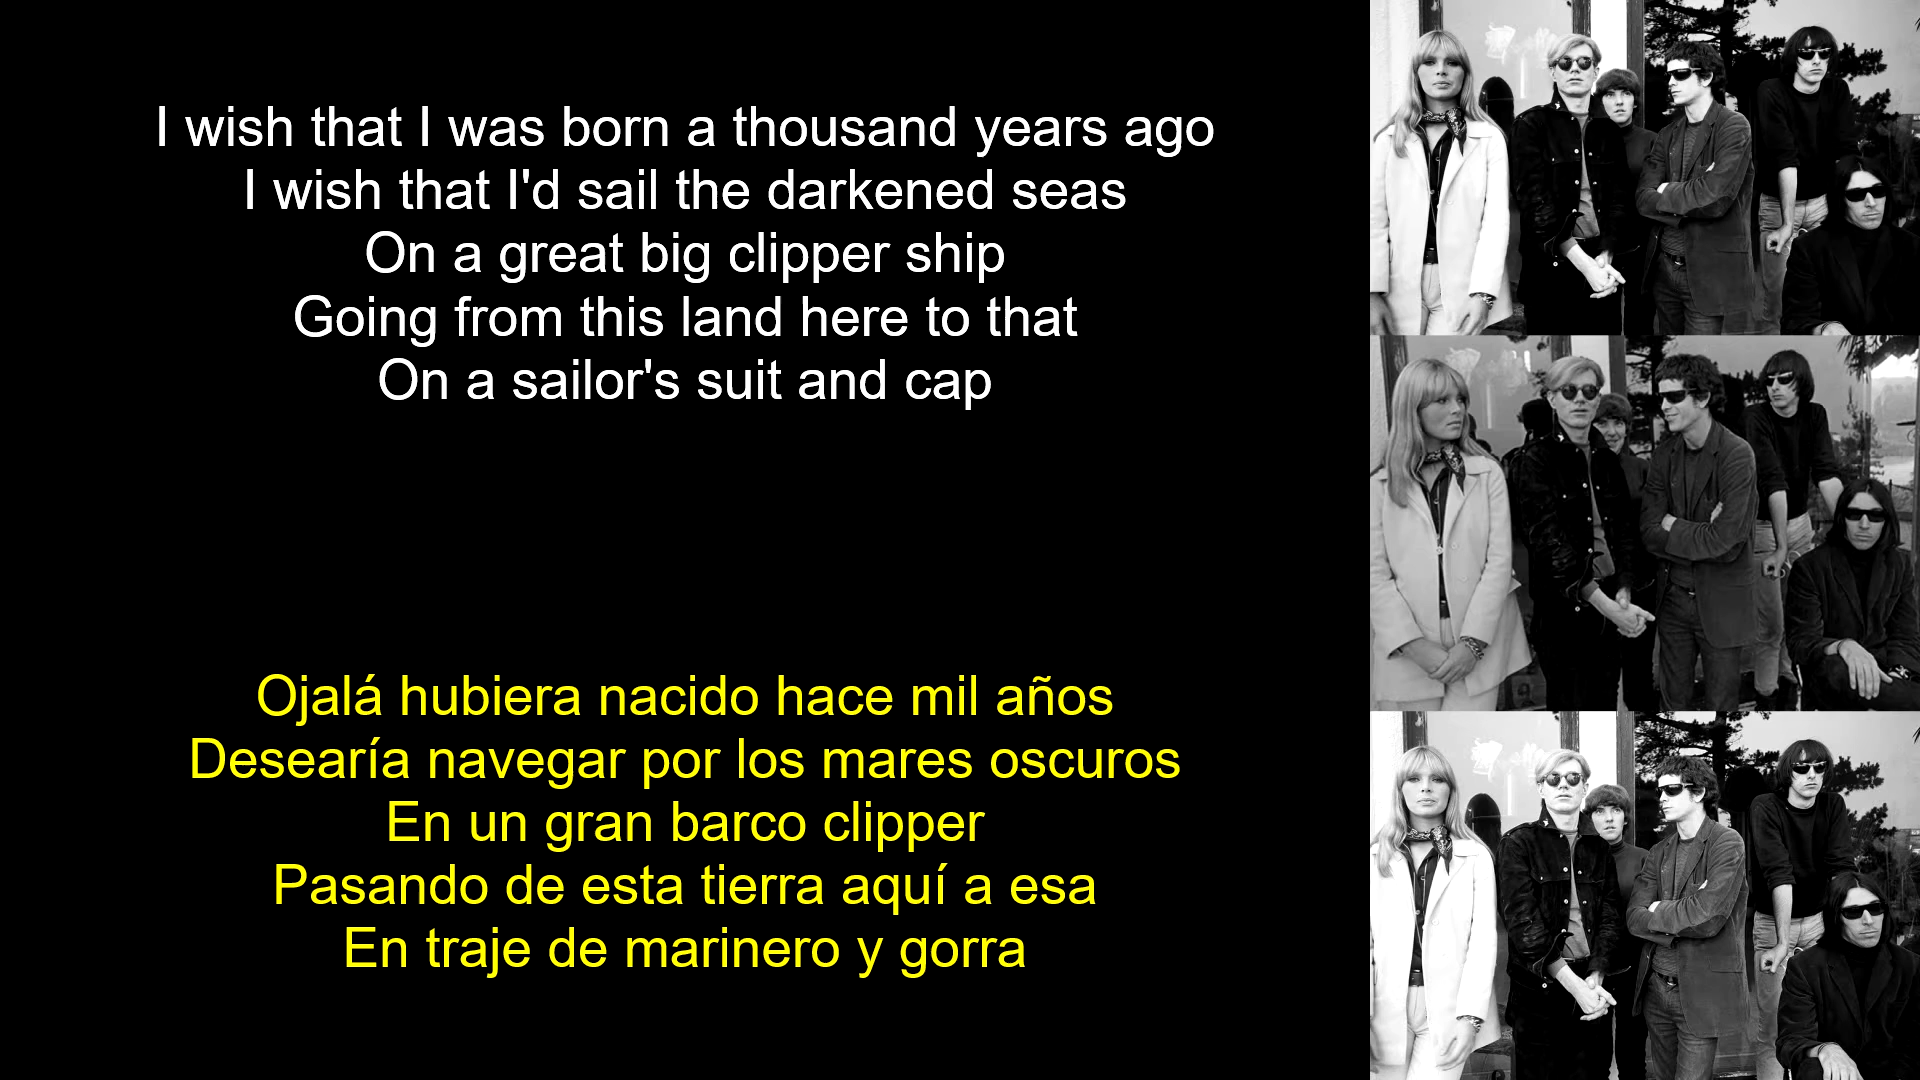 I wish that I was born a thousand years ago
I wish that I'd sail the darkened seas
On a great big clipper ship
Going from this land here to that
On a sailor's suit and cap
Ojalá hubiera nacido hace mil años
Desearía navegar por los mares oscuros
En un gran barco clipper
Pasando de esta tierra aquí a esa
En traje de marinero y gorra